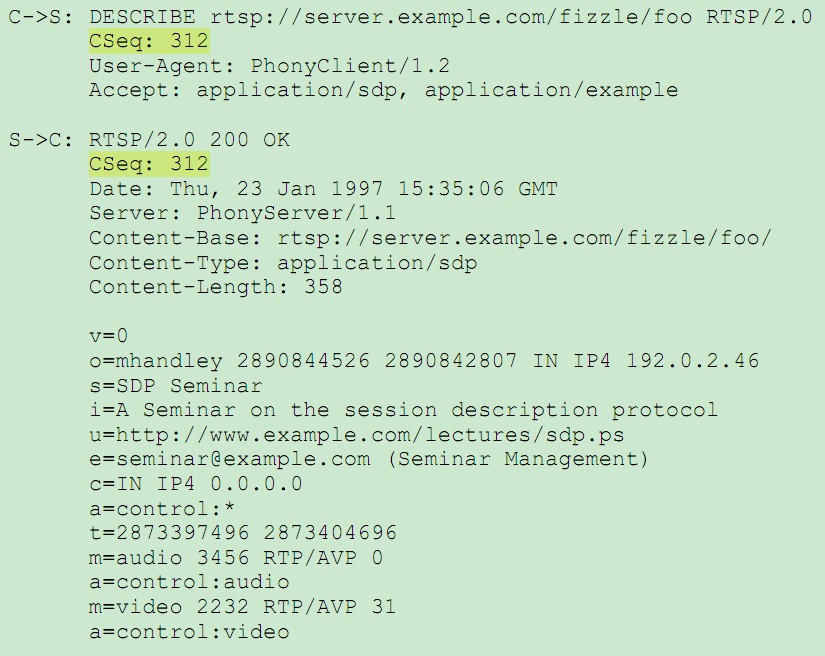 C->S: DESCRIBE rtsp://server.example.com/fizzle/foo RTSP/2.0
CSeq: 312
User-Agent: PhonyClient/1.2
Accept: application/sdp, application/example
S->C: RTSP/2.0 200 OK
CSeq: 312
Date: Thu, 23 Jan 1997 15:35:06 GMT
Server: PhonyServer/1.1
Content-Base: rtsp://server.example.com/fizzle/foo/
Content-Type: application/sdp
Content-Length: 358
v=0
o=mhandley 2890844526 2890842807 IN IP4 192.0.2.46
s=SDP Seminar
i=A Seminar on the session description protocol
u=http://www.example.com/lectures/sdp.ps
e=seminar@example.com (Seminar Management)
c=IN IP4 0.0.0.0
a=control:*
t=2873397496 2873404696
m=audio 3456 RTP/AVP 0
a=control:audio
m=video 2232 RTP/AVP 31
a=control:video